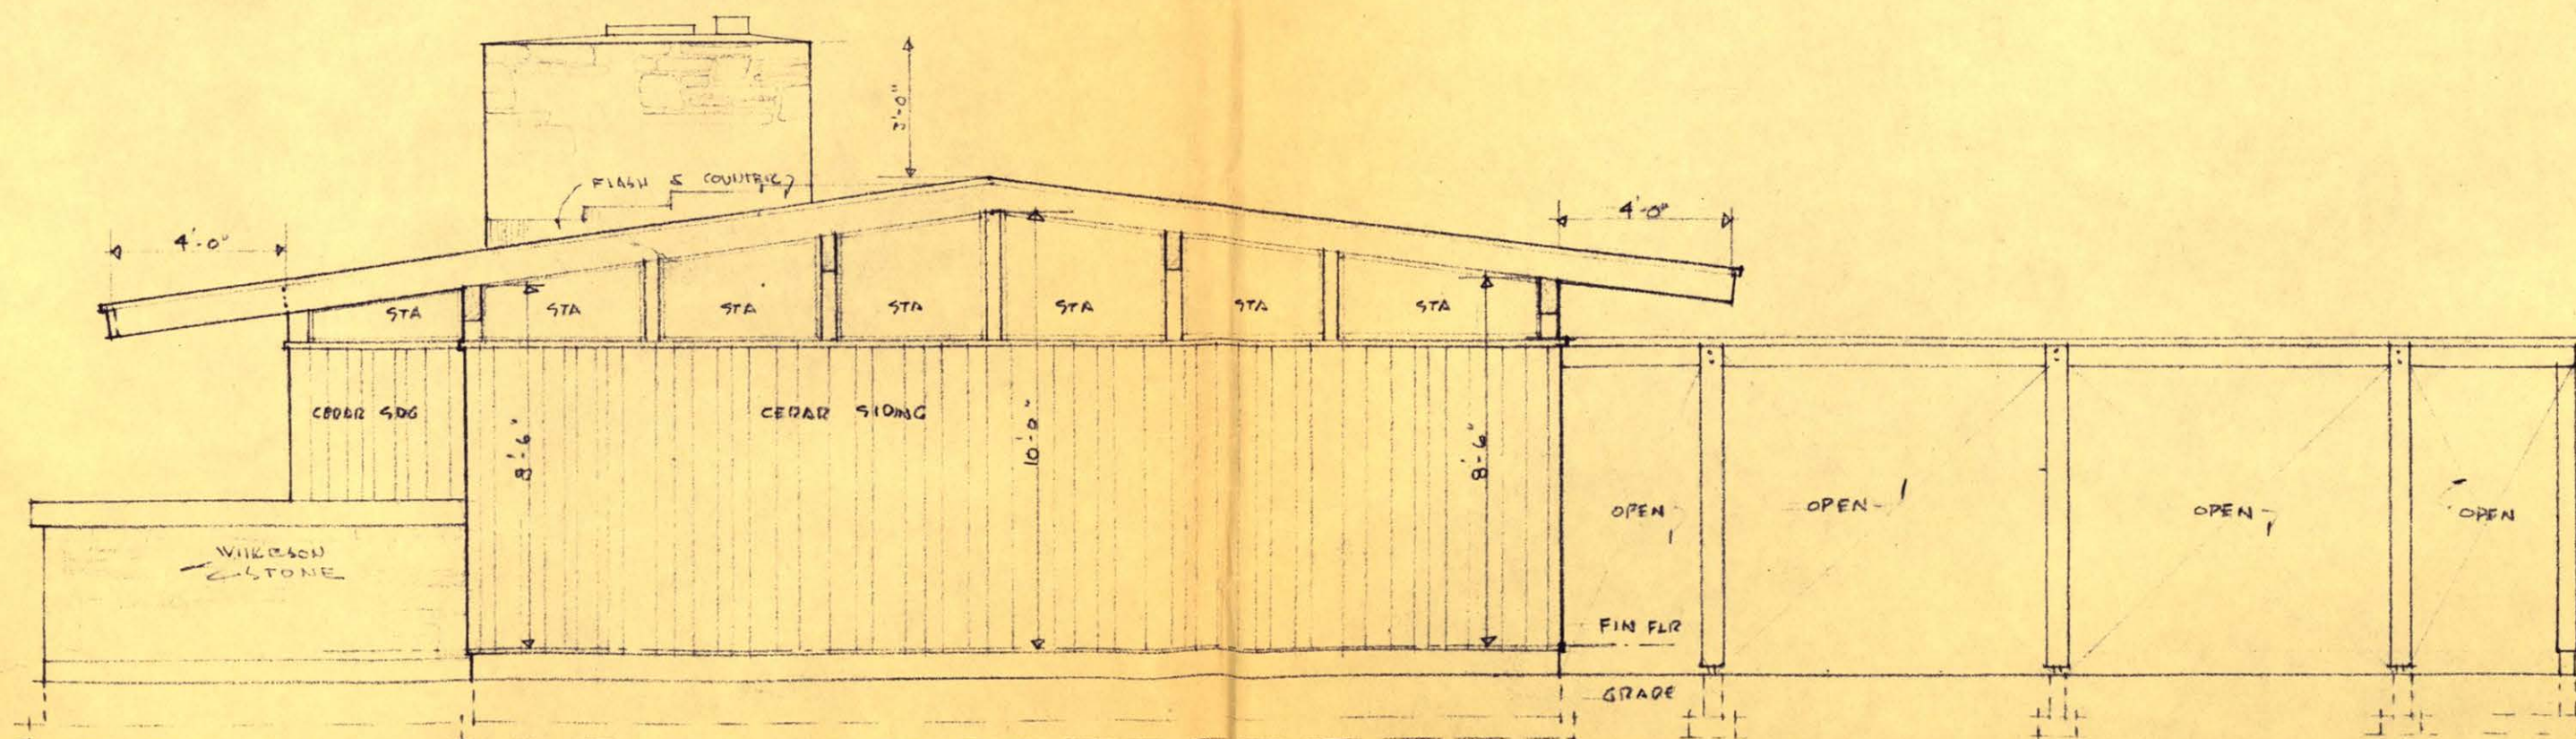 3'-0"
FLASH & COUNTER
4'-0"
4'-0"
STA
STA
STA
STA
STA
STA
STA
CEDAR SDG
CEDAR SIDING
8'-6"
10'-0"
8'-6"
OPEN
OPEN
OPEN
OPEN
WILKESON
STONE
FIN FLR
GRADE